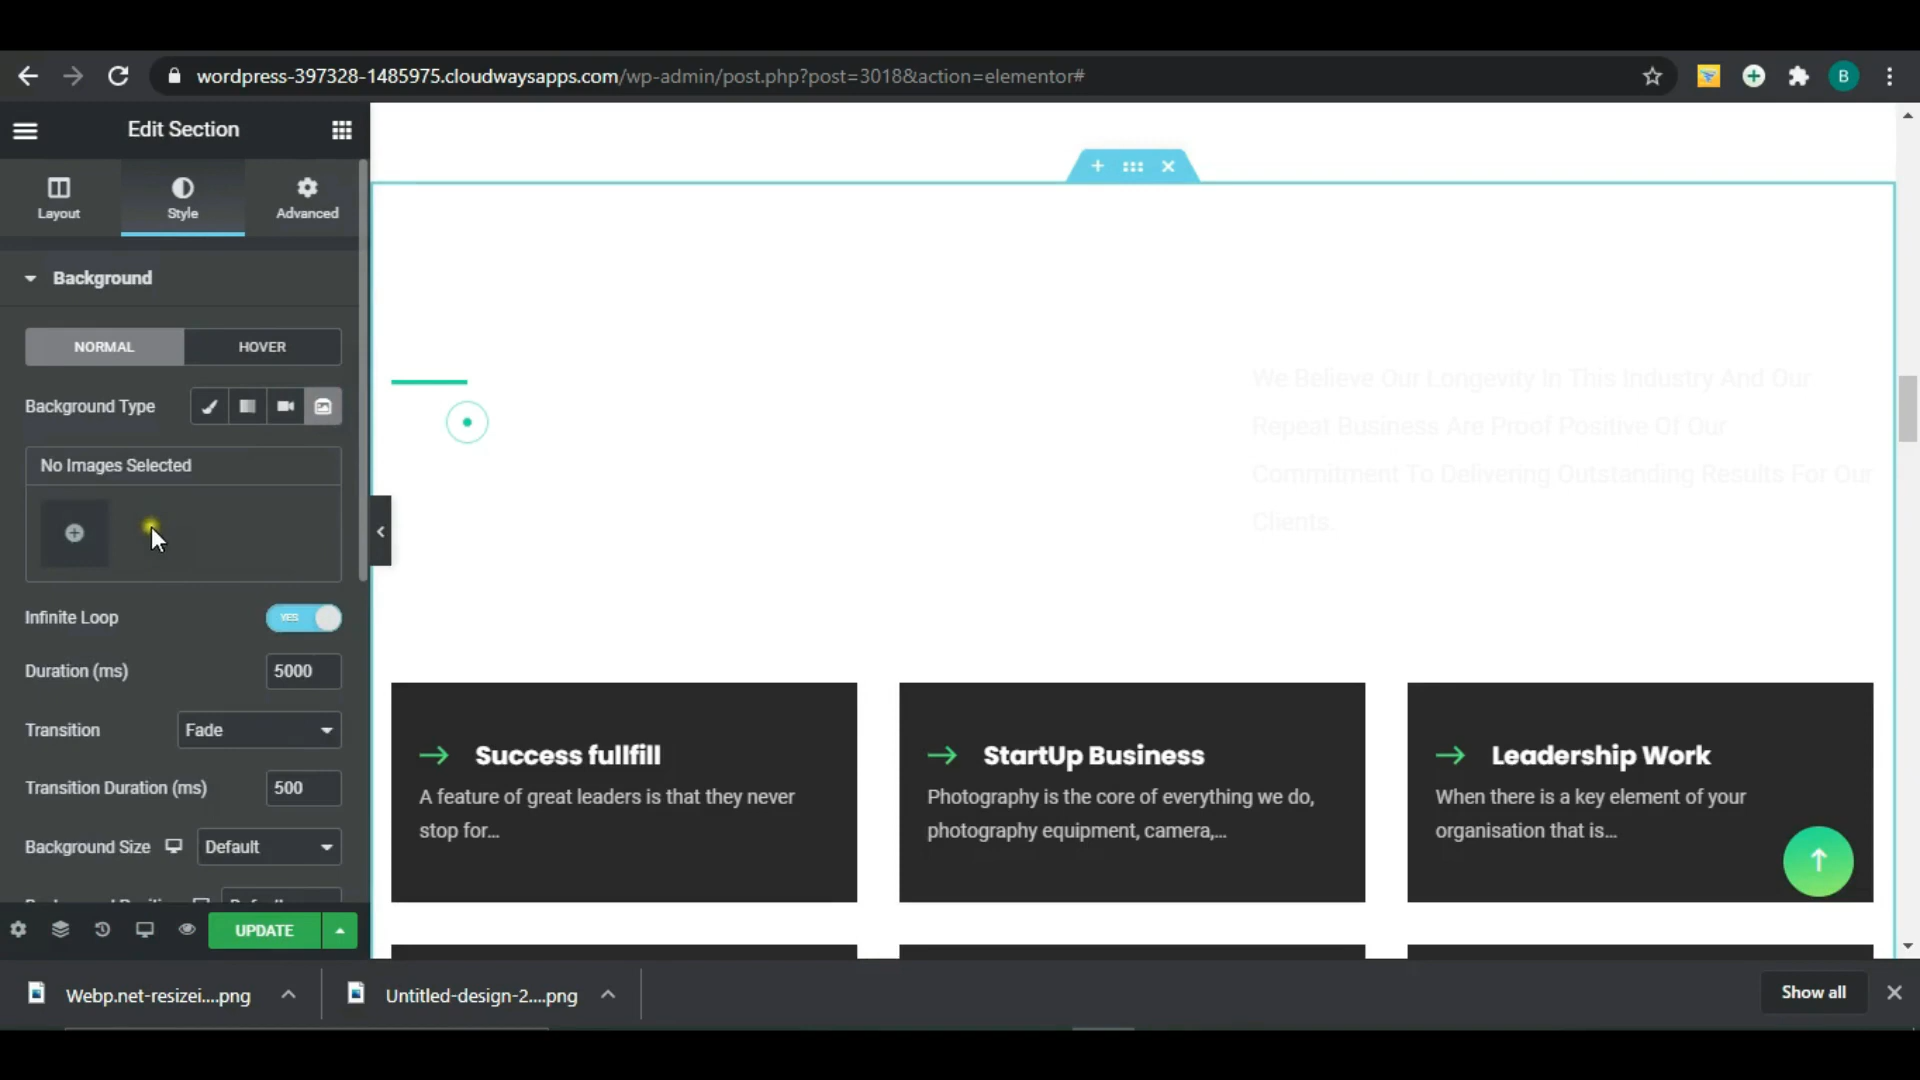 wordpress-397328-1485975.cloudwaysapps.com/wp-admin/post.php?post=3018&action=elementor#
B
Edit Section
Layout
Style
Advanced
Background
NORMAL
HOVER
Background Type
No Images Selected
Infinite Loop
YES
Duration (ms)
5000
Transition
Fade
Transition Duration (ms)
500
Background Size
Default
UPDATE
We Believe Our Longevity In This Industry And Our
Repeat Business Are Proof Positive Of Our
Commitment To Delivering Outstanding Results For Our
Clients.
Success fullfill
A feature of great leaders is that they never
stop for...
StartUp Business
Photography is the core of everything we do,
photography equipment, camera,...
Leadership Work
When there is a key element of your
organisation that is...
Webp.net-resizei....png
Untitled-design-2....png
Show all